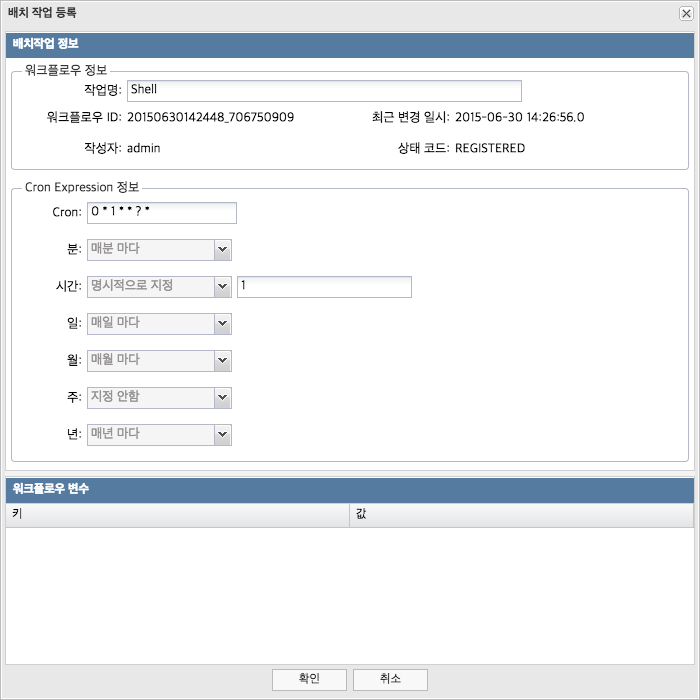 배치 작업 등록
배치작업 정보
워크플로우 정보
작업명: Shell
워크플로우 ID: 20150630142448_706750909 최근 변경 일시: 2015-06-30 14:26:56.0
작성자: admin 상태 코드: REGISTERED
Cron Expression 정보
Cron: 0 * 1 * * ? *
분: 매분 마다
시간: 명시적으로 지정 1
일: 매일 마다
월: 매월 마다
주: 지정 안함
년: 매년 마다
워크플로우 변수
키 값
확인 취소